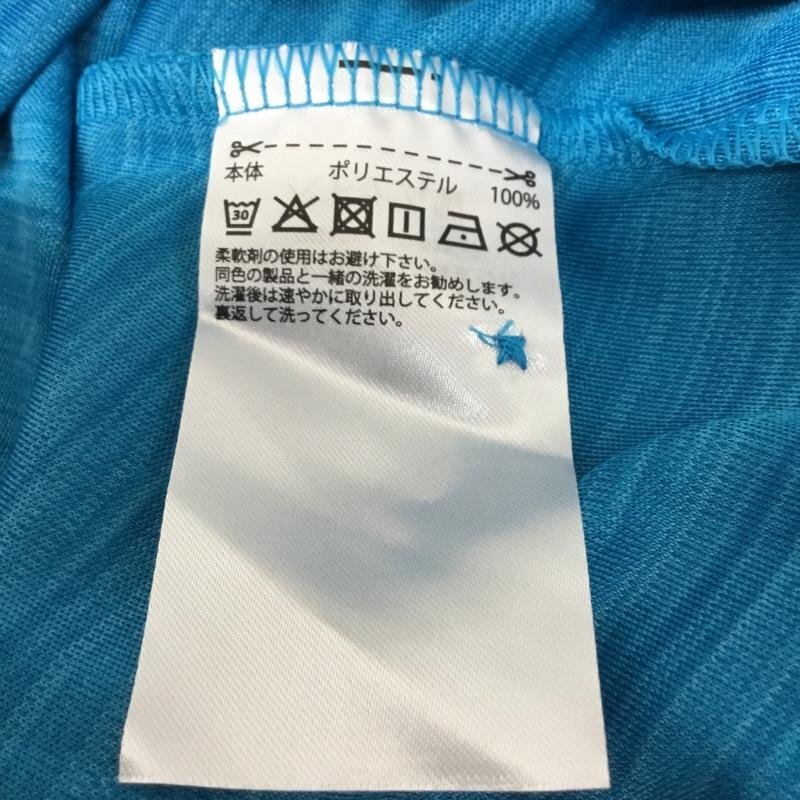 本体 ポリエステル 100%
30
柔軟剤の使用はお避け下さい。
同色の製品と一緒の洗濯をお勧めします。
洗濯後は速やかに取り出してください。
裏返して洗ってください。